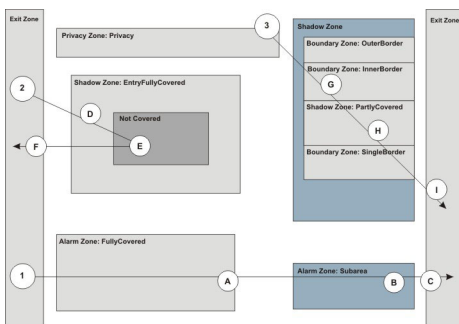 Exit Zone
Shadow Zone
Exit Zone
Privacy Zone: Privacy
3
Boundary Zone: OuterBorder
Boundary Zone: InnerBorder
Shadow Zone: EntryFullyCovered
G
2
Shadow Zone: PartlyCovered
D
Not Covered
H
F
E
Boundary Zone: SingleBorder
I
Alarm Zone: FullyCovered
Alarm Zone: Subarea
1
A
B
C